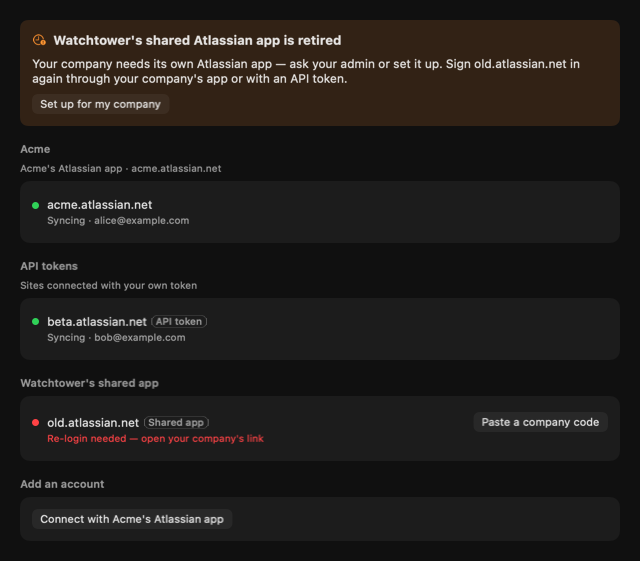 Watchtower's shared Atlassian app is retired
Your company needs its own Atlassian app — ask your admin or set it up. Sign old.atlassian.net in
again through your company's app or with an API token.
Set up for my company
Acme
Acme's Atlassian app · acme.atlassian.net
acme.atlassian.net
Syncing · alice@example.com
API tokens
Sites connected with your own token
beta.atlassian.net API token
Syncing · bob@example.com
Watchtower's shared app
old.atlassian.net Shared app
Paste a company code
Re-login needed — open your company's link
Add an account
Connect with Acme's Atlassian app